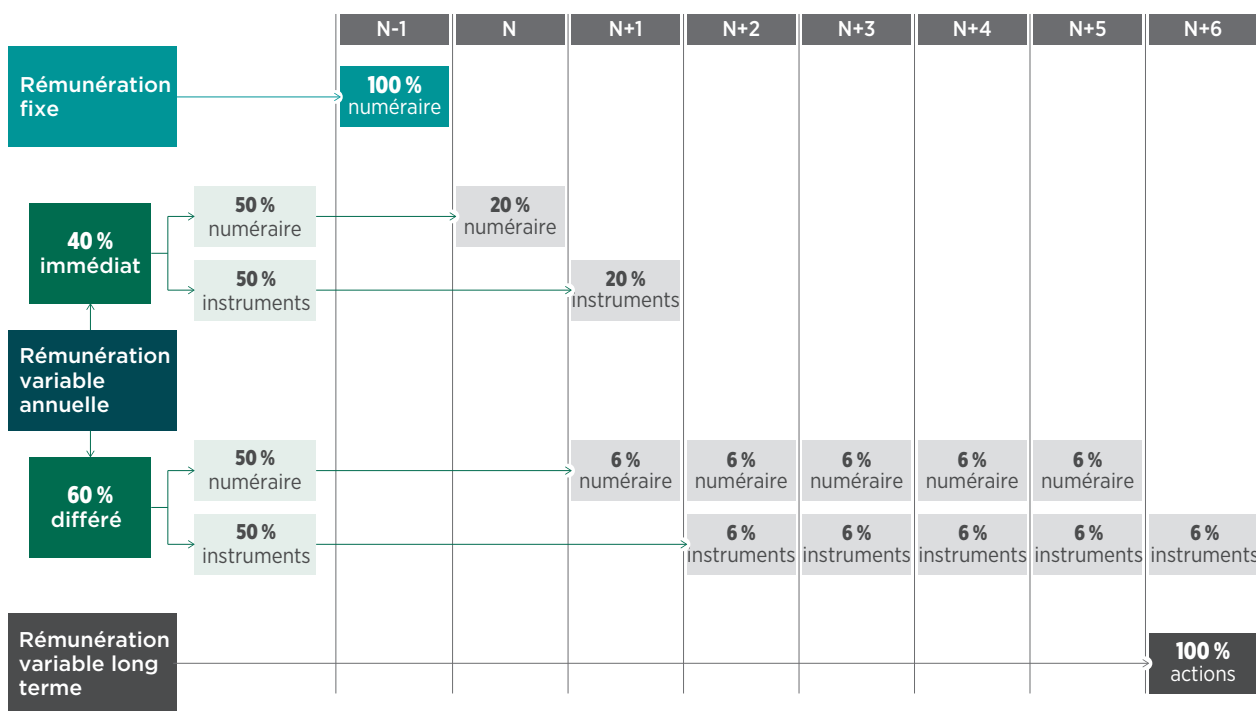 N-1
N
N+1
N+2
N+3
N+4
N+5
N+6
Rémunération
fixe
100 %
numéraire
40 %
immédiat
50 %
numéraire
20 %
numéraire
50 %
instruments
20 %
instruments
Rémunération
variable
annuelle
60 %
différé
50 %
numéraire
6 %
numéraire
6 %
numéraire
6 %
numéraire
6 %
numéraire
6 %
numéraire
50 %
instruments
6 %
instruments
6 %
instruments
6 %
instruments
6 %
instruments
6 %
instruments
Rémunération
variable long
terme
100 %
actions